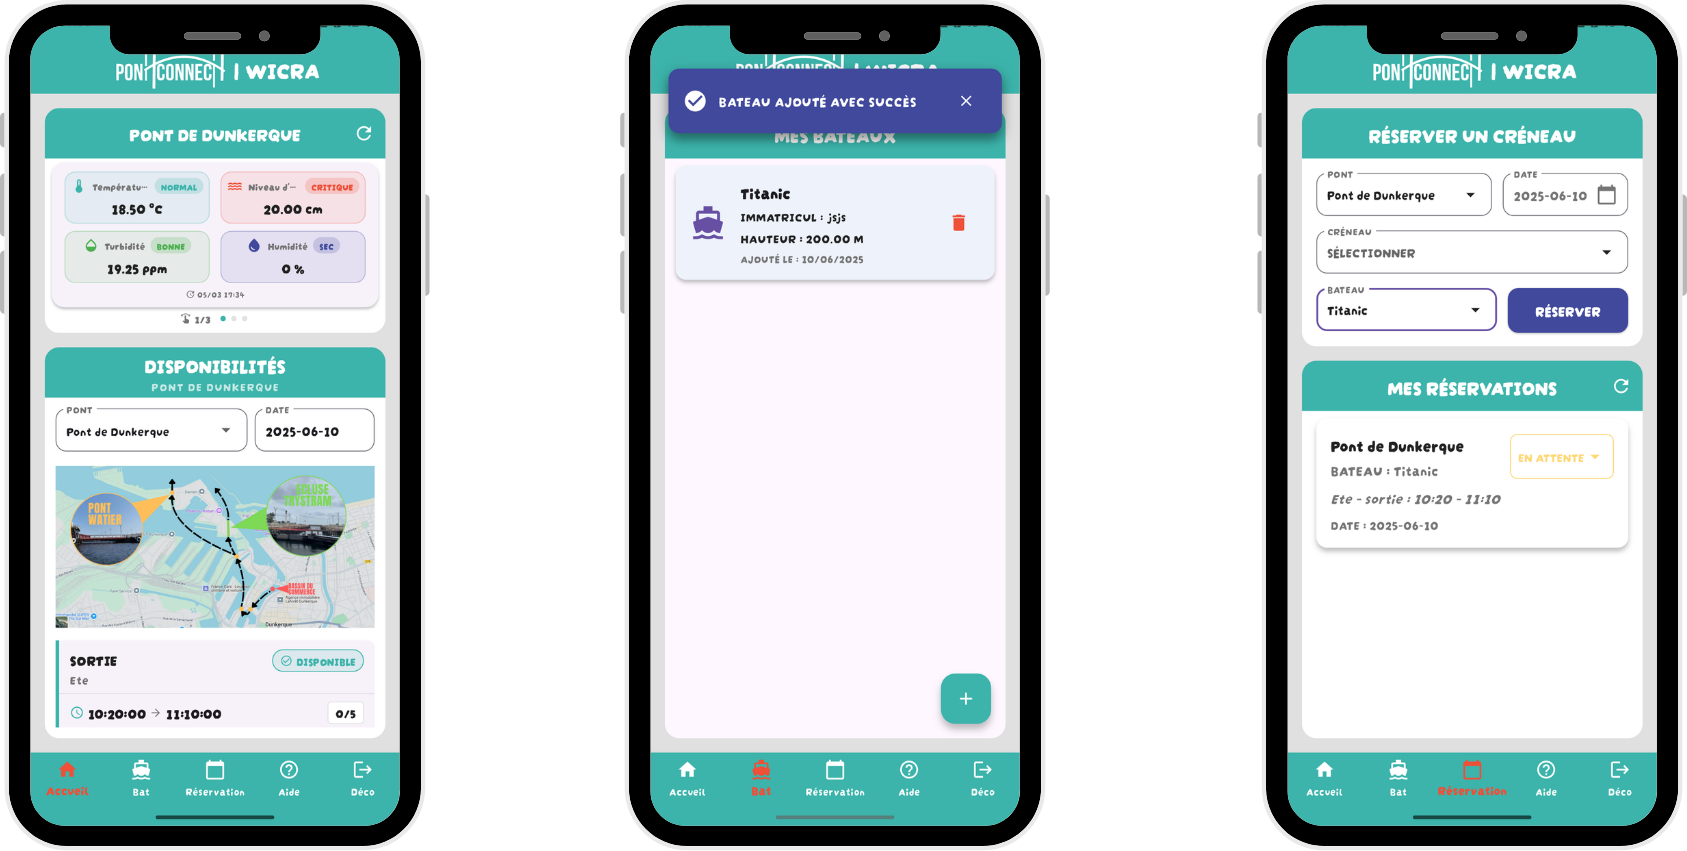 PONTCONNECT | WICRA
PONT DE DUNKERQUE
Températu... NORMAL
18.50 °C
Niveau d'... CRITIQUE
20.00 cm
Turbidité BONNE
19.25 ppm
Humidité SEC
0 %
05/03 17:34
1/3
DISPONIBILITÉS
PONT DE DUNKERQUE
PONT
Pont de Dunkerque
DATE
2025-06-10
PONT
WATIER
ECLUSE
TRYSTRAM
BASSIN DU
COMMERCE
Dunkerque
SORTIE
DISPONIBLE
Ete
10:20:00 → 11:10:00
0/5
Accueil
Bat
Réservation
Aide
Déco
BATEAU AJOUTÉ AVEC SUCCÈS
MES BATEAUX
Titanic
IMMATRICUL : jsjs
HAUTEUR : 200.00 M
AJOUTÉ LE : 10/06/2025
+
Accueil
Bat
Réservation
Aide
Déco
PONTCONNECT | WICRA
RÉSERVER UN CRÉNEAU
PONT
Pont de Dunkerque
DATE
2025-06-10
CRÉNEAU
SÉLECTIONNER
BATEAU
Titanic
RÉSERVER
MES RÉSERVATIONS
Pont de Dunkerque
EN ATTENTE
BATEAU : Titanic
Ete - sortie : 10:20 - 11:10
DATE : 2025-06-10
Accueil
Bat
Réservation
Aide
Déco